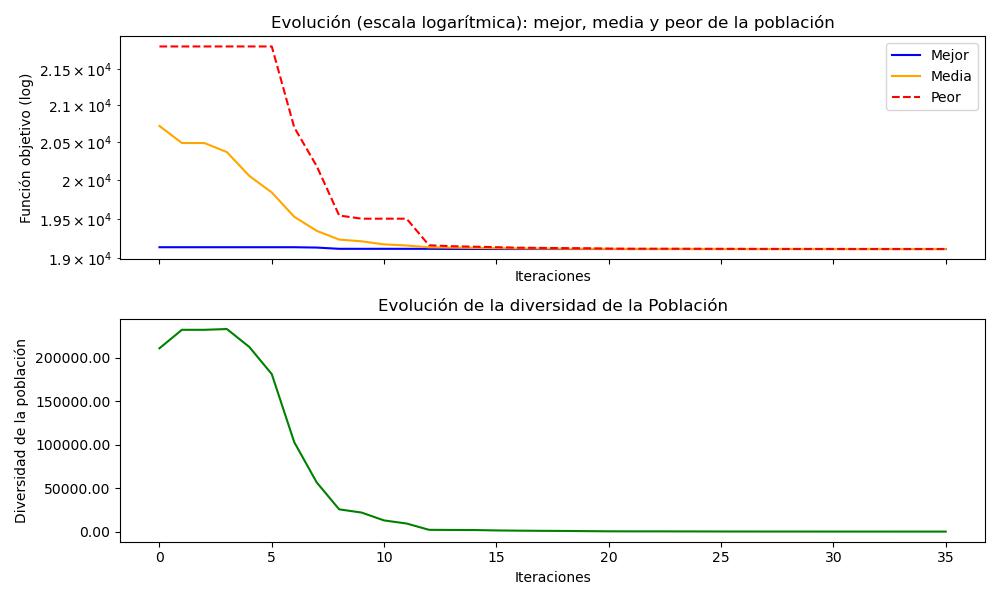 Evolución (escala logarítmica): mejor, media y peor de la población
Función objetivo (log)
2.15 × 10⁴
2.1 × 10⁴
2.05 × 10⁴
2 × 10⁴
1.95 × 10⁴
1.9 × 10⁴
Mejor
Media
Peor
Iteraciones
Evolución de la diversidad de la Población
Diversidad de la población
200000.00
150000.00
100000.00
50000.00
0.00
0 5 10 15 20 25 30 35
Iteraciones